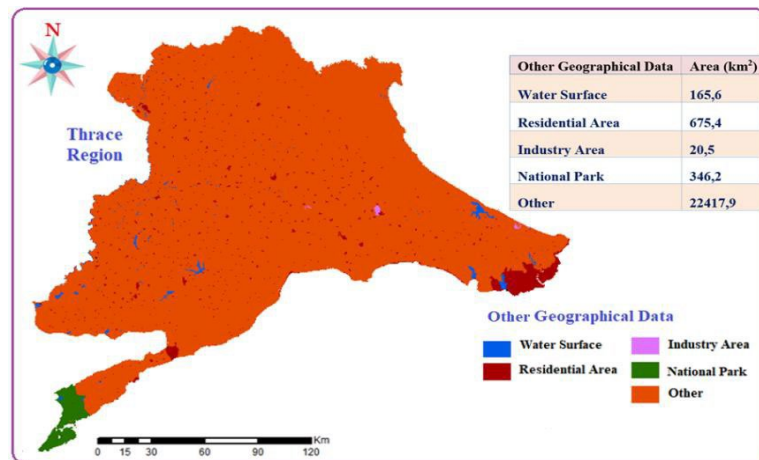 N
Thrace
Region
Other Geographical Data Area (km²)
Water Surface 165,6
Residential Area 675,4
Industry Area 20,5
National Park 346,2
Other 22417,9
Other Geographical Data
Water Surface Industry Area
Residential Area National Park
Other
Km
0 15 30 60 90 120